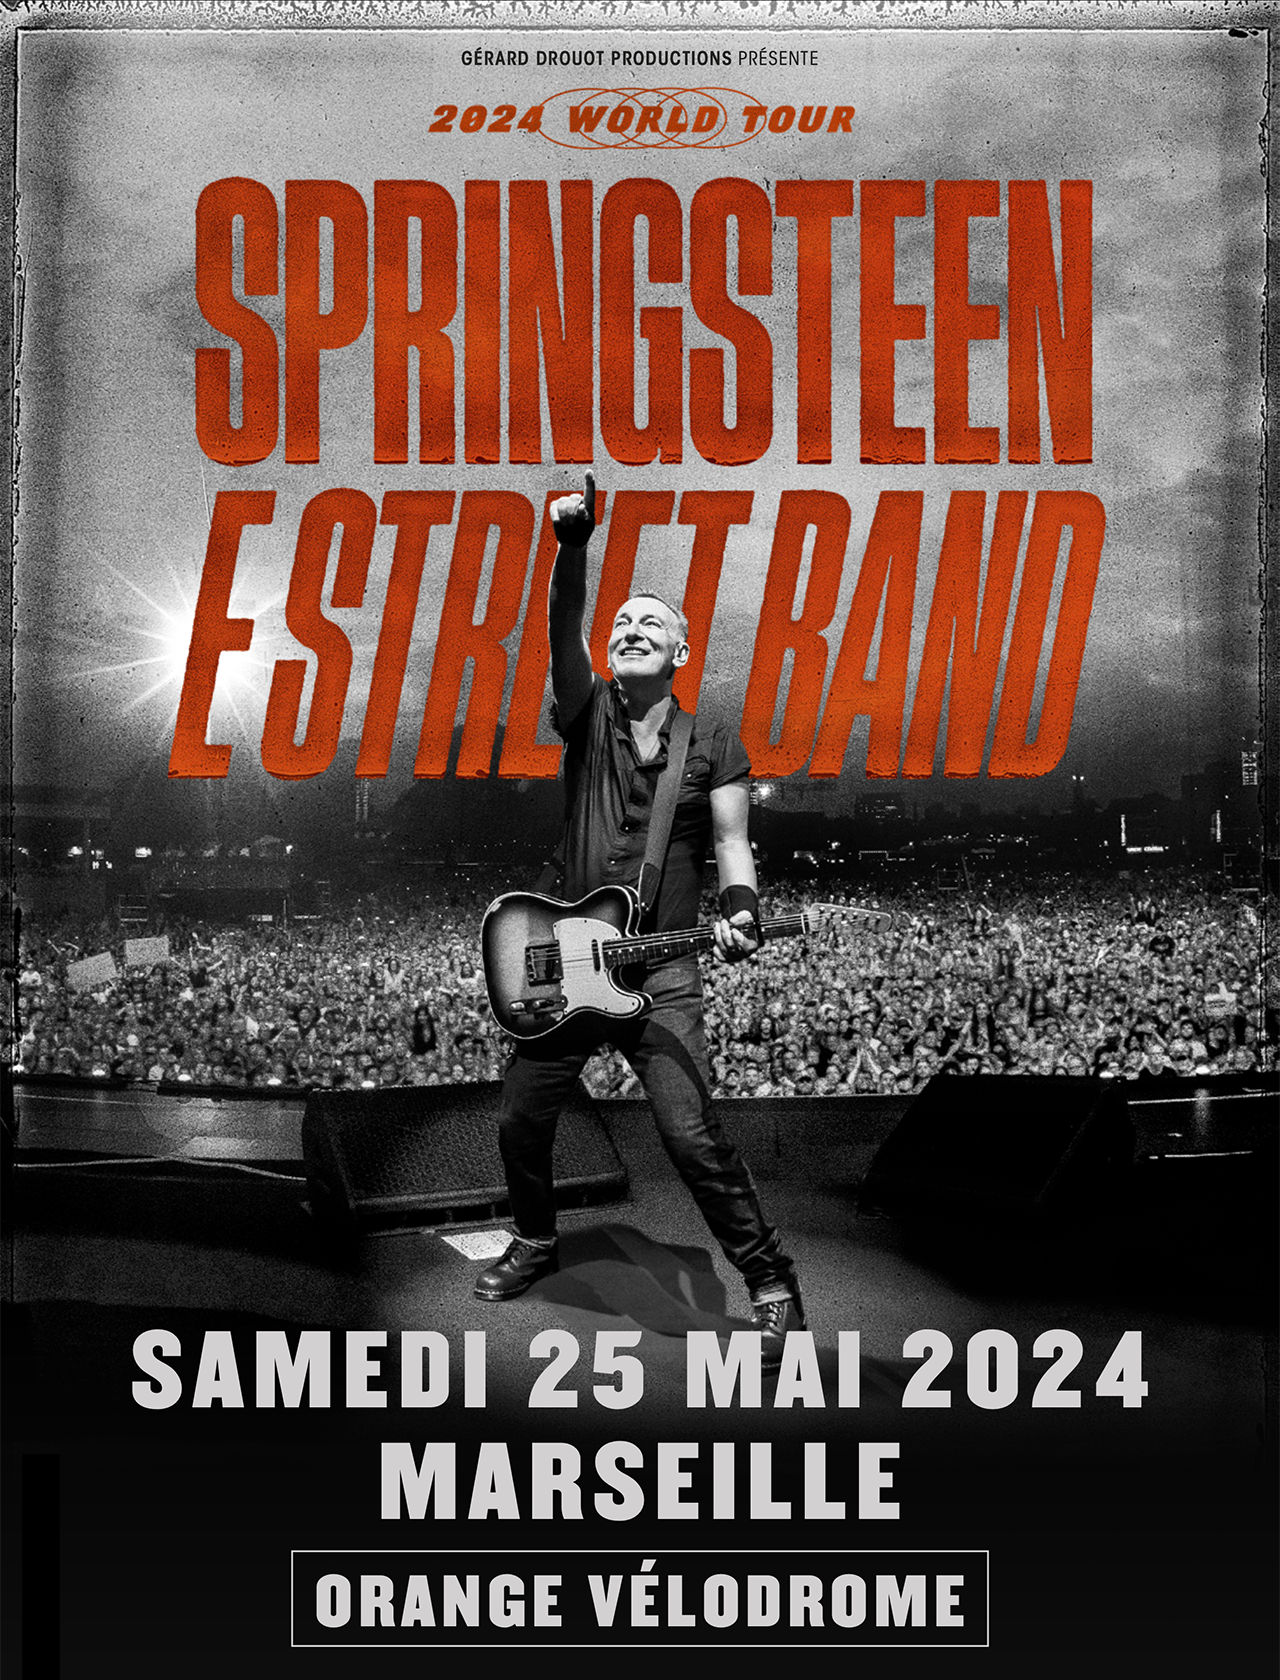 GÉRARD DROUOT PRODUCTIONS PRÉSENTE
2024 WORLD TOUR
SPRINGSTEEN
E STREET BAND
SAMEDI 25 MAI 2024
MARSEILLE
ORANGE VÉLODROME